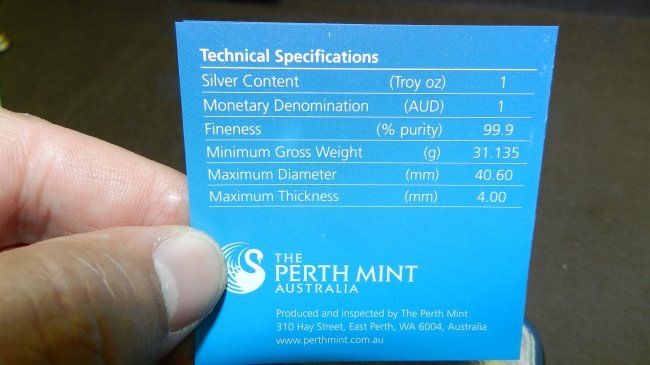 Technical Specifications
Silver Content (Troy oz) 1
Monetary Denomination (AUD) 1
Fineness (% purity) 99.9
Minimum Gross Weight (g) 31.135
Maximum Diameter (mm) 40.60
Maximum Thickness (mm) 4.00
THE
PERTH MINT
AUSTRALIA
Produced and inspected by The Perth Mint
310 Hay Street, East Perth, WA 6004, Australia
www.perthmint.com.au